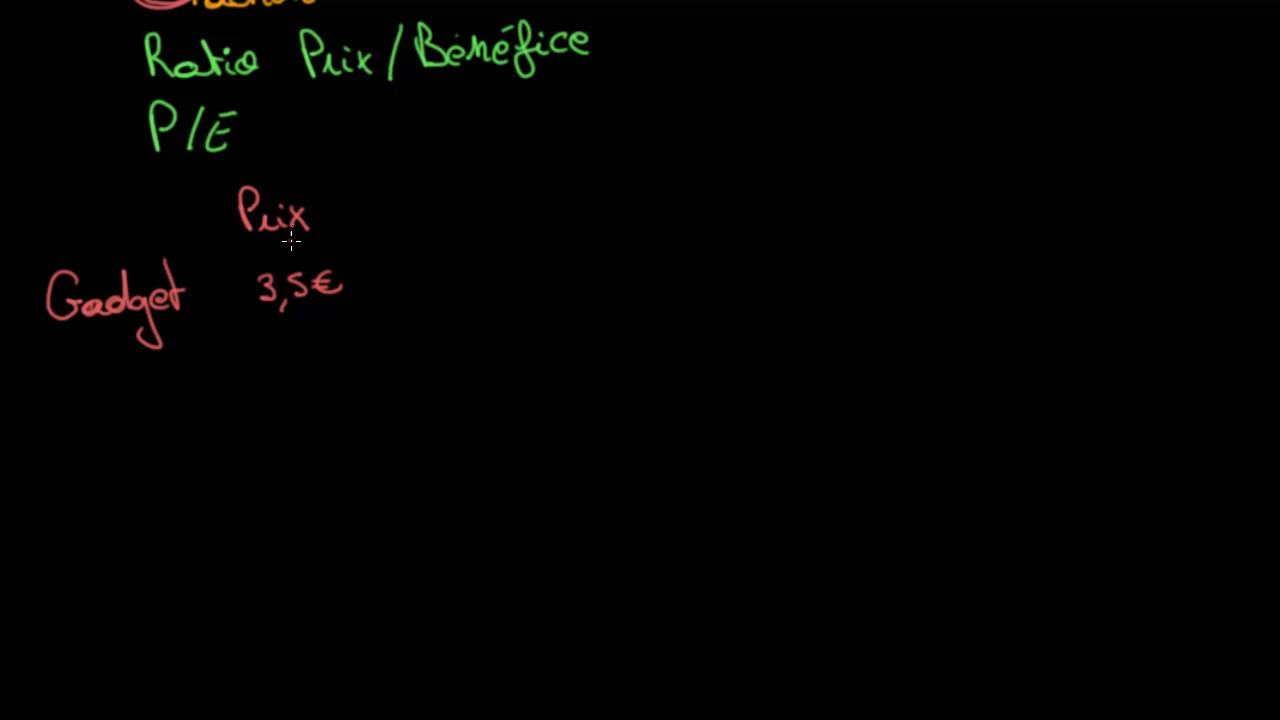 Ratio Prix/Bénéfice
P/E
Prix
Gadget 3,5€